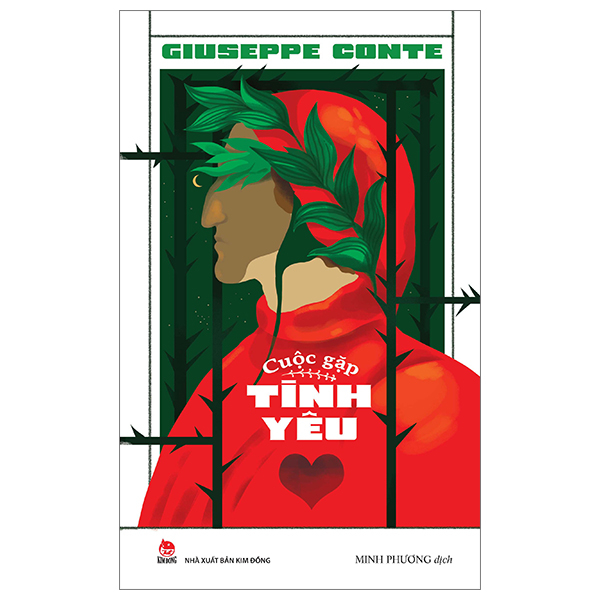 GIUSEPPE CONTE
Cuộc gặp
TÌNH
YÊU
KIM ĐỒNG
NHÀ XUẤT BẢN KIM ĐỒNG
MINH PHƯƠNG dịch